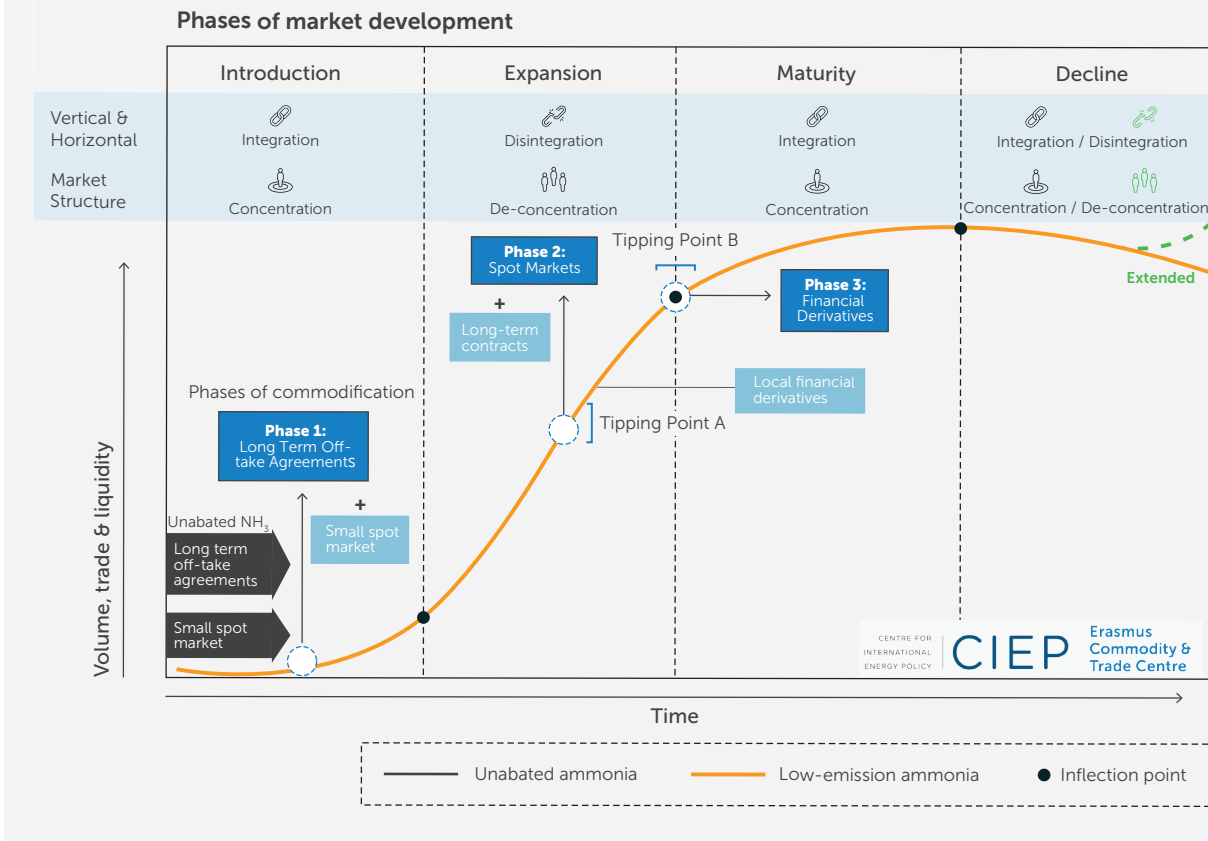 Phases of market development
Introduction
Expansion
Maturity
Decline
Vertical &
Horizontal
Integration
Disintegration
Integration
Integration / Disintegration
Market
Structure
Concentration
De-concentration
Concentration
Concentration / De-concentration
Tipping Point B
Phase 2:
Spot Markets
+
Long-term
contracts
Phase 3:
Financial
Derivatives
Extended
Local financial
derivatives
Tipping Point A
Phases of commodification
Phase 1:
Long Term Off-
take Agreements
+
Small spot
market
Unabated NH₃
Long term
off-take
agreements
Small spot
market
Volume, trade & liquidity
CENTRE FOR
INTERNATIONAL
ENERGY POLICY
CIEP
Erasmus
Commodity &
Trade Centre
Time
Unabated ammonia
Low-emission ammonia
Inflection point